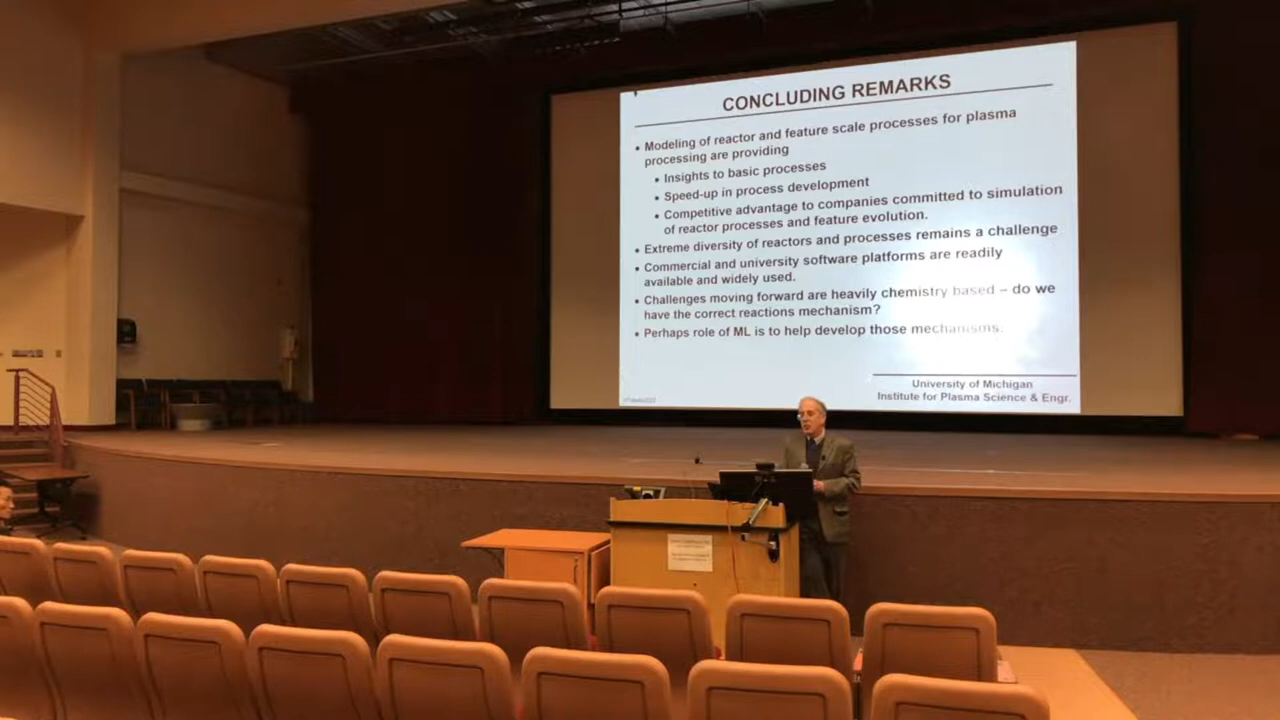 CONCLUDING REMARKS
• Modeling of reactor and feature scale processes for plasma
processing are providing
• Insights to basic processes
• Speed-up in process development
• Competitive advantage to companies committed to simulation
of reactor processes and feature evolution.
• Extreme diversity of reactors and processes remains a challenge
• Commercial and university software platforms are readily
available and widely used.
• Challenges moving forward are heavily chemistry based – do we
have the correct reactions mechanism?
• Perhaps role of ML is to help develop those mechanisms.
University of Michigan
Institute for Plasma Science & Engr.